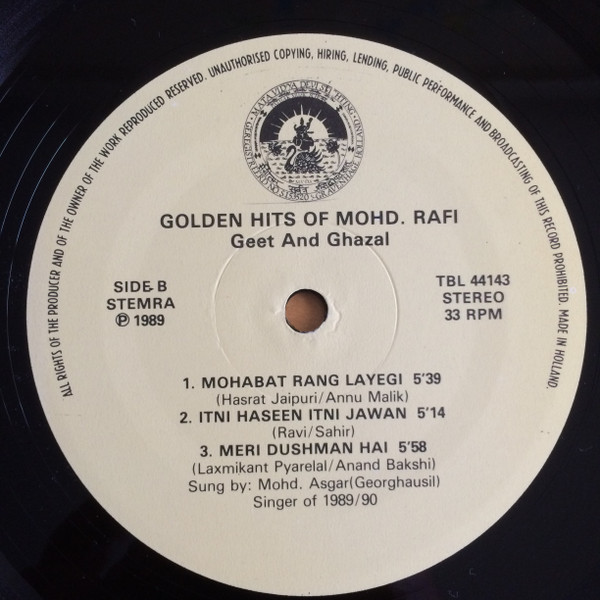 ALL RIGHTS OF THE PRODUCER AND OF THE OWNER OF THE WORK REPRODUCED RESERVED. UNAUTHORISED COPYING, HIRING, LENDING, PUBLIC PERFORMANCE AND BROADCASTING OF THIS RECORD PROHIBITED. MADE IN HOLLAND.
GOLDEN HITS OF MOHD. RAFI
Geet And Ghazal
SIDE B
STEMRA
℗ 1989
TBL 44143
STEREO
33 RPM
1. MOHABAT RANG LAYEGI 5'39
(Hasrat Jaipuri/Annu Malik)
2. ITNI HASEEN ITNI JAWAN 5'14
(Ravi/Sahir)
3. MERI DUSHMAN HAI 5'58
(Laxmikant Pyarelal/Anand Bakshi)
Sung by: Mohd. Asgar(Georghausil)
Singer of 1989/90